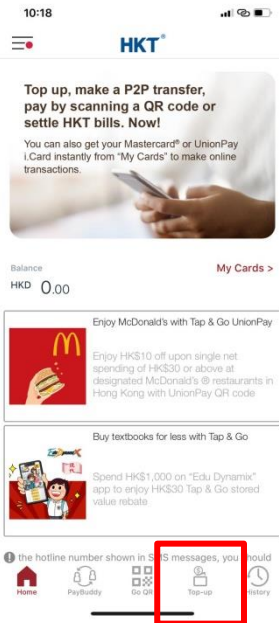 10:18
HKT
Top up, make a P2P transfer,
pay by scanning a QR code or
settle HKT bills. Now!
You can also get your Mastercard® or UnionPay
i.Card instantly from “My Cards” to make online
transactions.
Balance
My Cards >
HKD 0.00
Enjoy McDonald's with Tap & Go UnionPay
Enjoy HK$10 off upon single net
spending of HK$30 or above at
designated McDonald's ® restaurants in
Hong Kong with UnionPay QR code
Buy textbooks for less with Tap & Go
Spend HK$1,000 on "Edu Dynamix"
app to enjoy HK$30 Tap & Go stored
value rebate
the hotline number shown in SMS messages, you should
Home
PayBuddy
Go QR
Top-up
History